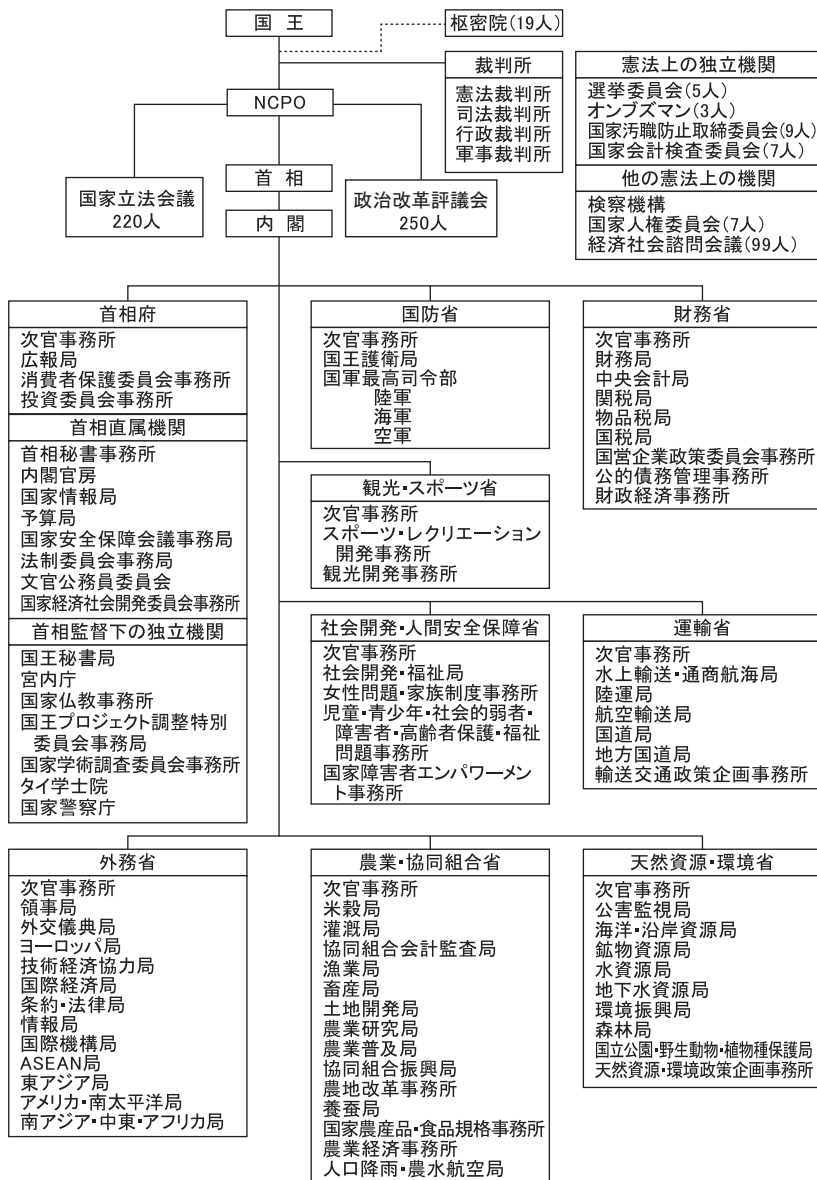 国王
枢密院(19人)
裁判所
憲法裁判所
司法裁判所
行政裁判所
軍事裁判所
憲法上の独立機関
選挙委員会(5人)
オンブズマン(3人)
国家汚職防止取締委員会(9人)
国家会計検査委員会(7人)
他の憲法上の機関
検察機構
国家人権委員会(7人)
経済社会諮問会議(99人)
NCPO
国家立法会議
220人
首相
内閣
政治改革評議会
250人
首相府
次官事務所
広報局
消費者保護委員会事務所
投資委員会事務所
首相直属機関
首相秘書事務所
内閣官房
国家情報局
予算局
国家安全保障会議事務局
法制委員会事務局
文官公務員委員会
国家経済社会開発委員会事務所
首相監督下の独立機関
国王秘書局
宮内庁
国家仏教事務所
国王プロジェクト調整特別
委員会事務局
国家学術調査委員会事務所
タイ学士院
国家警察庁
国防省
次官事務所
国王護衛局
国軍最高司令部
陸軍
海軍
空軍
財務省
次官事務所
財務局
中央会計局
関税局
物品税局
国税局
国営企業政策委員会事務所
公的債務管理事務所
財政経済事務所
観光・スポーツ省
次官事務所
スポーツ・レクリエーション
開発事務所
観光開発事務所
社会開発・人間安全保障省
次官事務所
社会開発・福祉局
女性問題・家族制度事務所
児童・青少年・社会的弱者・
障害者・高齢者保護・福祉
問題事務所
国家障害者エンパワーメン
ト事務所
運輸省
次官事務所
水上輸送・通商航海局
陸運局
航空輸送局
国道局
地方国道局
輸送交通政策企画事務所
外務省
次官事務所
領事局
外交儀典局
ヨーロッパ局
技術経済協力局
国際経済局
条約・法律局
情報局
国際機構局
ASEAN局
東アジア局
アメリカ・南太平洋局
南アジア・中東・アフリカ局
農業・協同組合省
次官事務所
米穀局
灌漑局
協同組合会計監査局
漁業局
畜産局
土地開発局
農業研究局
農業普及局
協同組合振興局
農地改革事務所
養蚕局
国家農産品・食品規格事務所
農業経済事務所
人口降雨・農水航空局
天然資源・環境省
次官事務所
公害監視局
海洋・沿岸資源局
鉱物資源局
水資源局
地下水資源局
環境振興局
森林局
国立公園・野生動物・植物種保護局
天然資源・環境政策企画事務所